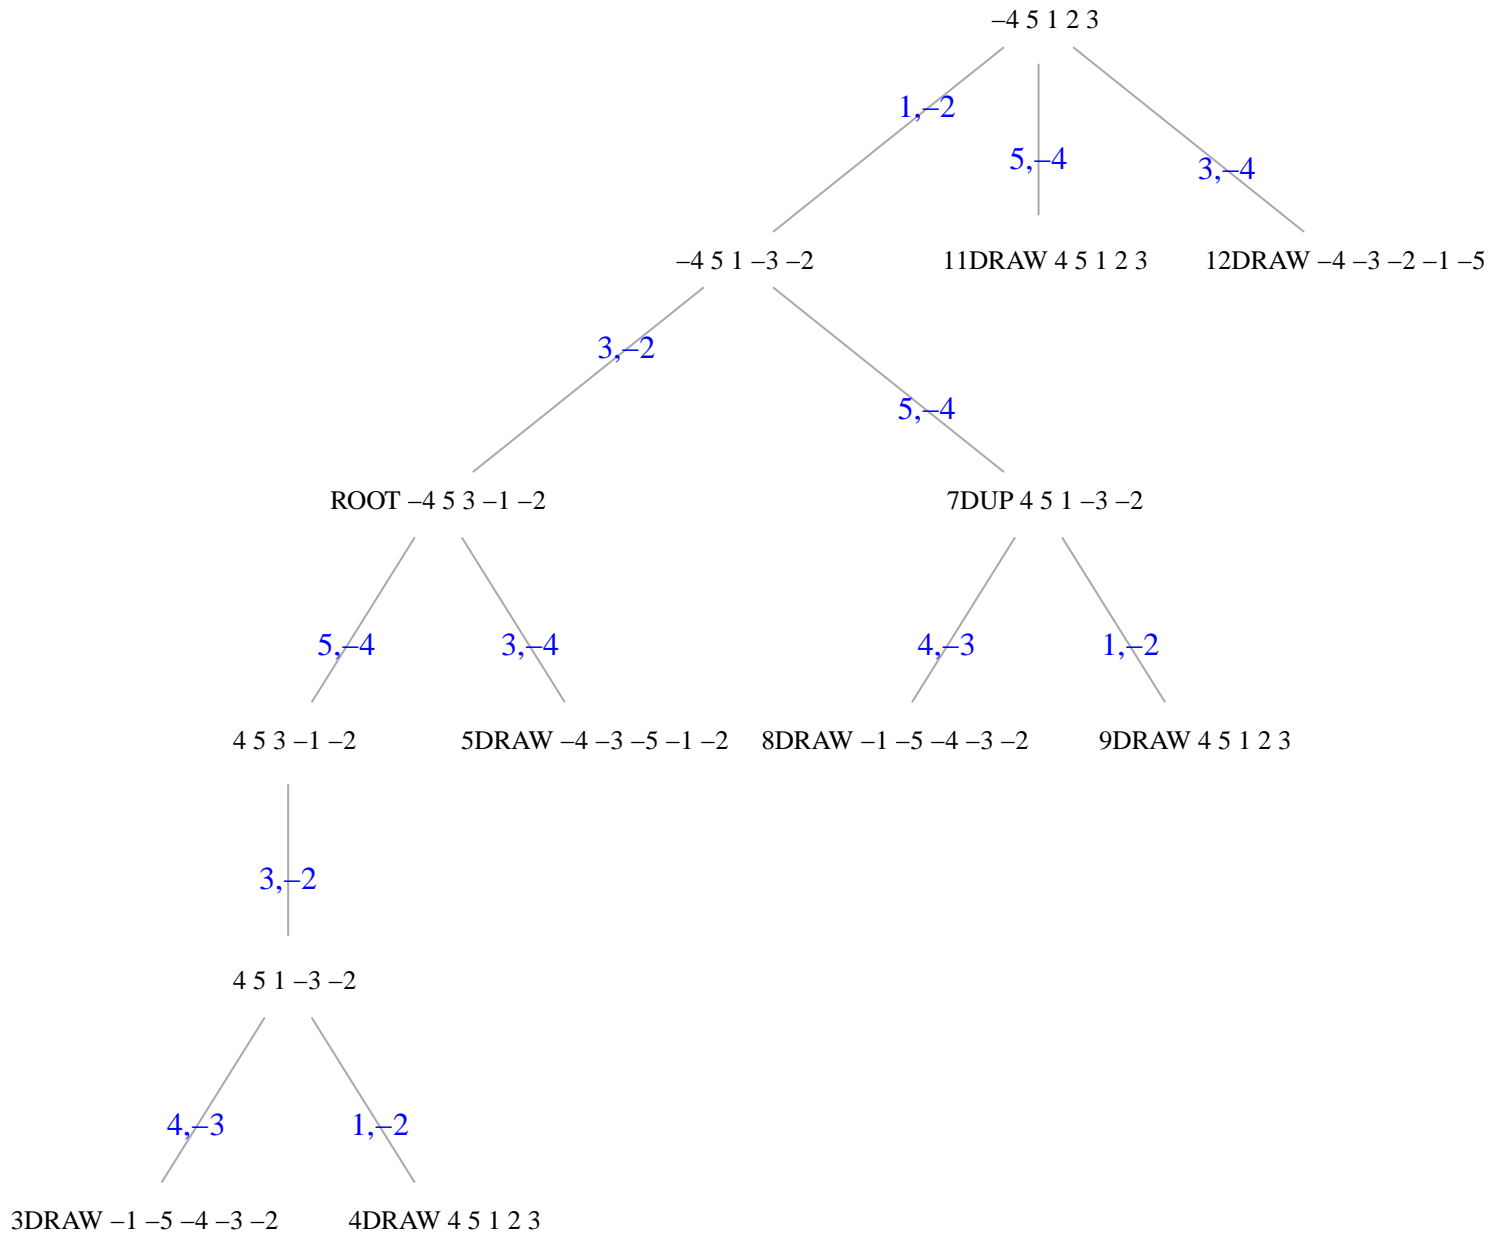 –4 5 1 2 3
1,–2
5,–4
3,–4
–4 5 1 –3 –2
11DRAW 4 5 1 2 3
12DRAW –4 –3 –2 –1 –5
3,–2
5,–4
ROOT –4 5 3 –1 –2
7DUP 4 5 1 –3 –2
5,–4
3,–4
4,–3
1,–2
4 5 3 –1 –2
5DRAW –4 –3 –5 –1 –2
8DRAW –1 –5 –4 –3 –2
9DRAW 4 5 1 2 3
3,–2
4 5 1 –3 –2
4,–3
1,–2
3DRAW –1 –5 –4 –3 –2
4DRAW 4 5 1 2 3